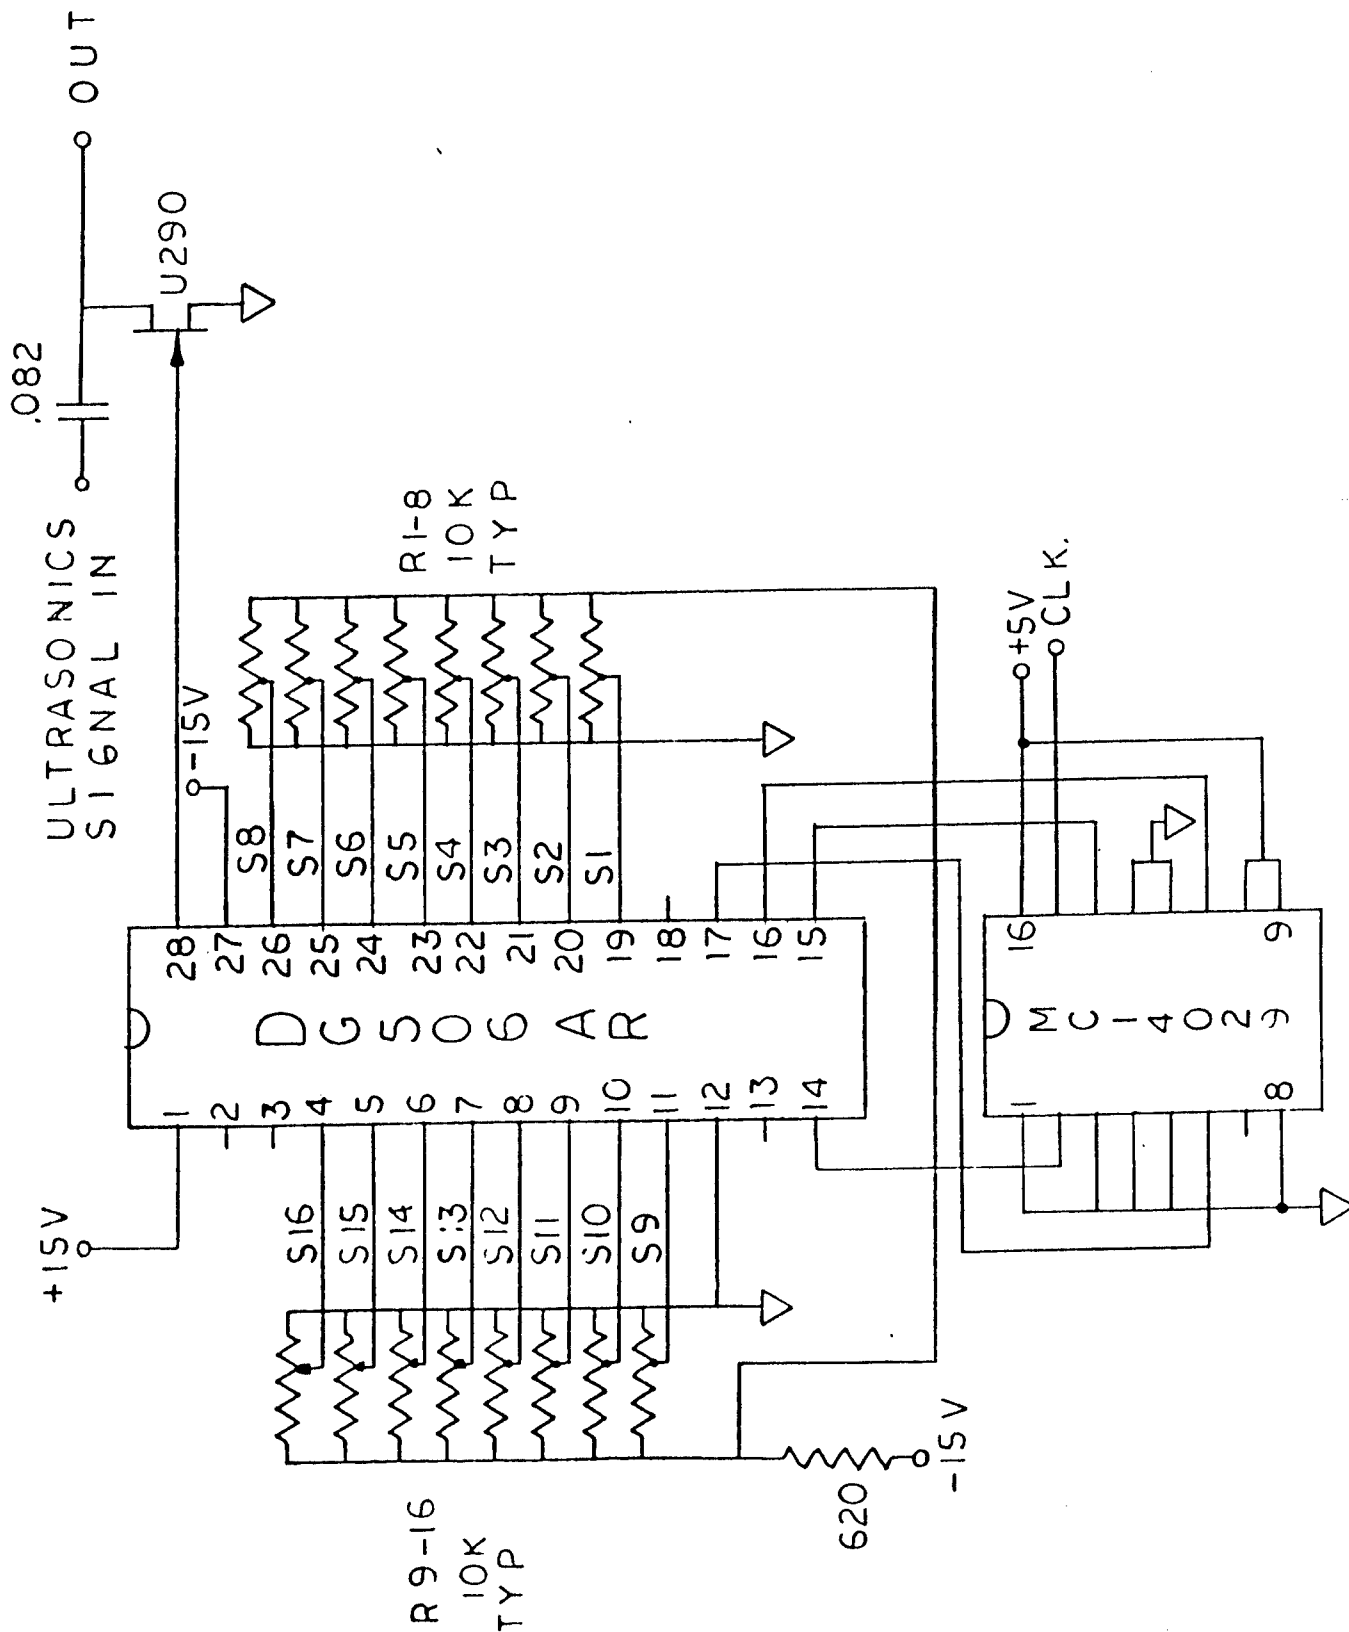 ULTRASONICS
SIGNAL IN
.082
OUT
U290
+15V
-15V
R1-8
10K
TYP
S8
S7
S6
S5
S4
S3
S2
S1
28
27
26
25
24
23
22
21
20
19
18
17
16
15
DG506AR
1
2
3
4
5
6
7
8
9
10
11
12
13
14
S16
S15
S14
S13
S12
S11
S10
S9
R9-16
10K
TYP
620
-15V
+5V
CLK.
16
9
MC14029
1
8